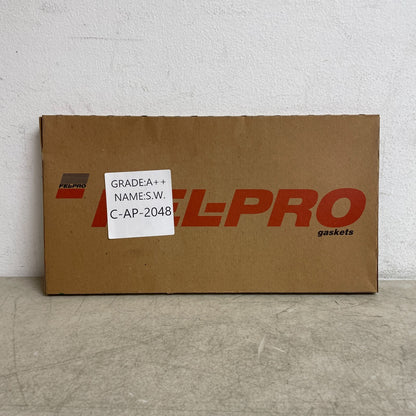 FEL-PRO
GRADE:A++
NAME:S.W.
C-AP-2048
FEL-PRO
gaskets